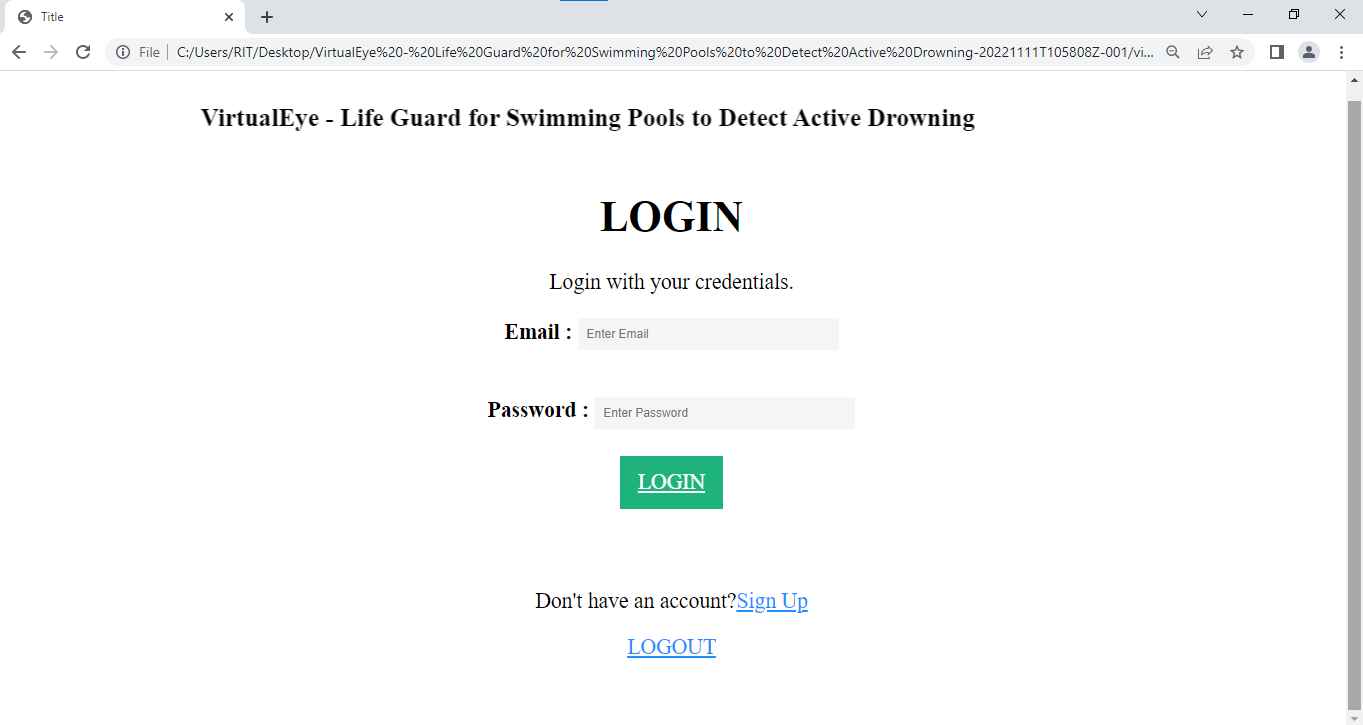 Title
File
C:/Users/RIT/Desktop/VirtualEye%20-%20Life%20Guard%20for%20Swimming%20Pools%20to%20Detect%20Active%20Drowning-20221111T105808Z-001/vi...
VirtualEye - Life Guard for Swimming Pools to Detect Active Drowning
LOGIN
Login with your credentials.
Email : Enter Email
Password : Enter Password
LOGIN
Don't have an account?Sign Up
LOGOUT